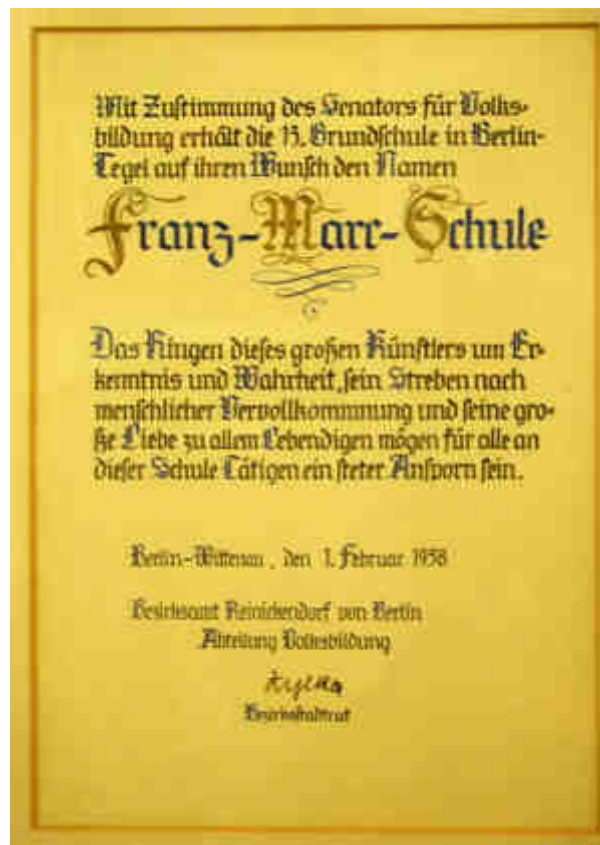 Mit Zustimmung des Senators für Volks-
bildung erhält die 13. Grundschule in Berlin-
Tegel auf ihren Wunsch den Namen
Franz-Marc-Schule
Das Ringen dieses großen Künstlers um Er-
kenntnis und Wahrheit, sein Streben nach
menschlicher Vervollkommnung und seine gro-
ße Liebe zu allem Lebendigen mögen für alle an
dieser Schule Tätigen ein steter Ansporn sein.
Berlin-Wittenau, den 1. Februar 1958
Bezirksamt Reinickendorf von Berlin
Abteilung Volksbildung
Bezirksstadtrat